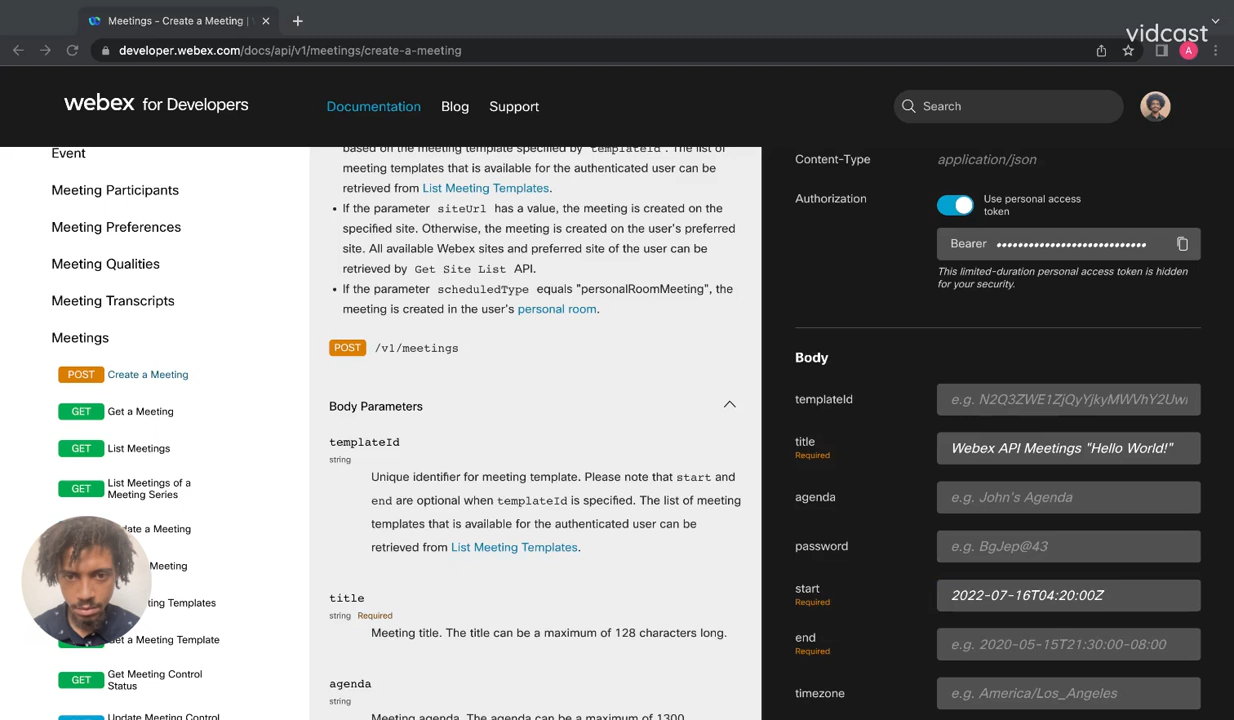 Meetings - Create a Meeting |
vidcast
developer.webex.com/docs/api/v1/meetings/create-a-meeting
A
webex for Developers
Documentation
Blog
Support
Search
Event
Meeting Participants
Meeting Preferences
Meeting Qualities
Meeting Transcripts
Meetings
POST Create a Meeting
GET Get a Meeting
GET List Meetings
GET List Meetings of a
Meeting Series
ate a Meeting
Meeting
ting Templates
et a Meeting Template
GET Get Meeting Control
Status
Update Meeting Control
based on the meeting template specified by templateId. The list of
meeting templates that is available for the authenticated user can be
retrieved from List Meeting Templates.
• If the parameter siteUrl has a value, the meeting is created on the
specified site. Otherwise, the meeting is created on the user's preferred
site. All available Webex sites and preferred site of the user can be
retrieved by Get Site List API.
• If the parameter scheduledType equals "personalRoomMeeting", the
meeting is created in the user's personal room.
POST /v1/meetings
Body Parameters
templateId
string
Unique identifier for meeting template. Please note that start and
end are optional when templateId is specified. The list of meeting
templates that is available for the authenticated user can be
retrieved from List Meeting Templates.
title
string Required
Meeting title. The title can be a maximum of 128 characters long.
agenda
string
Meeting agenda. The agenda can be a maximum of 1300
Content-Type
application/json
Authorization
Use personal access
token
Bearer ••••••••••••••••••••••••••••
This limited-duration personal access token is hidden
for your security.
Body
templateId
e.g. N2Q3ZWE1ZjQyYjkyMWVhY2UwI
title
Required
Webex API Meetings "Hello World!"
agenda
e.g. John's Agenda
password
e.g. BgJep@43
start
Required
2022-07-16T04:20:00Z
end
Required
e.g. 2020-05-15T21:30:00-08:00
timezone
e.g. America/Los_Angeles